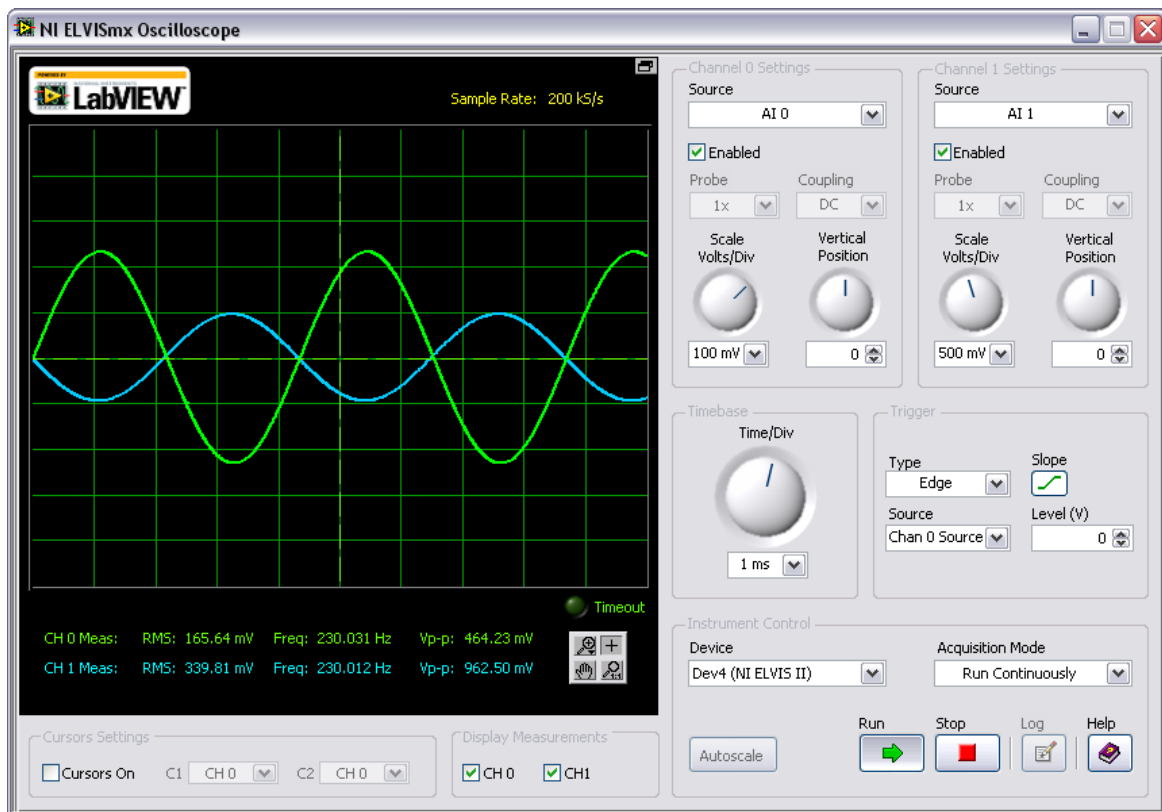 NI ELVISmx Oscilloscope
POWERED BY
NATIONAL INSTRUMENTS
LabVIEW™
Sample Rate: 200 kS/s
Timeout
CH 0 Meas: RMS: 165.64 mV Freq: 230.031 Hz Vp-p: 464.23 mV
CH 1 Meas: RMS: 339.81 mV Freq: 230.012 Hz Vp-p: 962.50 mV
Cursors Settings
Cursors On C1 CH 0 C2 CH 0
Display Measurements
CH 0 CH1
Channel 0 Settings
Source
AI 0
Enabled
Probe Coupling
1x DC
Scale Vertical
Volts/Div Position
100 mV 0
Channel 1 Settings
Source
AI 1
Enabled
Probe Coupling
1x DC
Scale Vertical
Volts/Div Position
500 mV 0
Timebase
Time/Div
1 ms
Trigger
Type Slope
Edge
Source Level (V)
Chan 0 Source 0
Instrument Control
Device Acquisition Mode
Dev4 (NI ELVIS II) Run Continuously
Run Stop Log Help
Autoscale